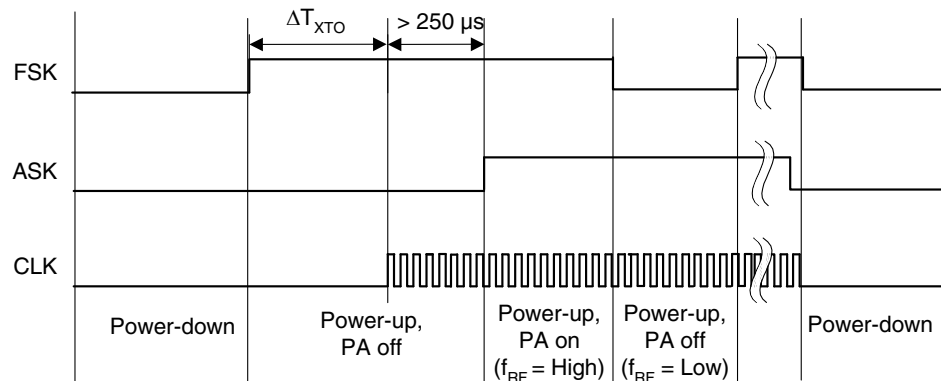 ΔT_XTO
> 250 µs
FSK
ASK
CLK
Power-down
Power-up,
PA off
Power-up,
PA on
(f_RF = High)
Power-up,
PA off
(f_RF = Low)
Power-down